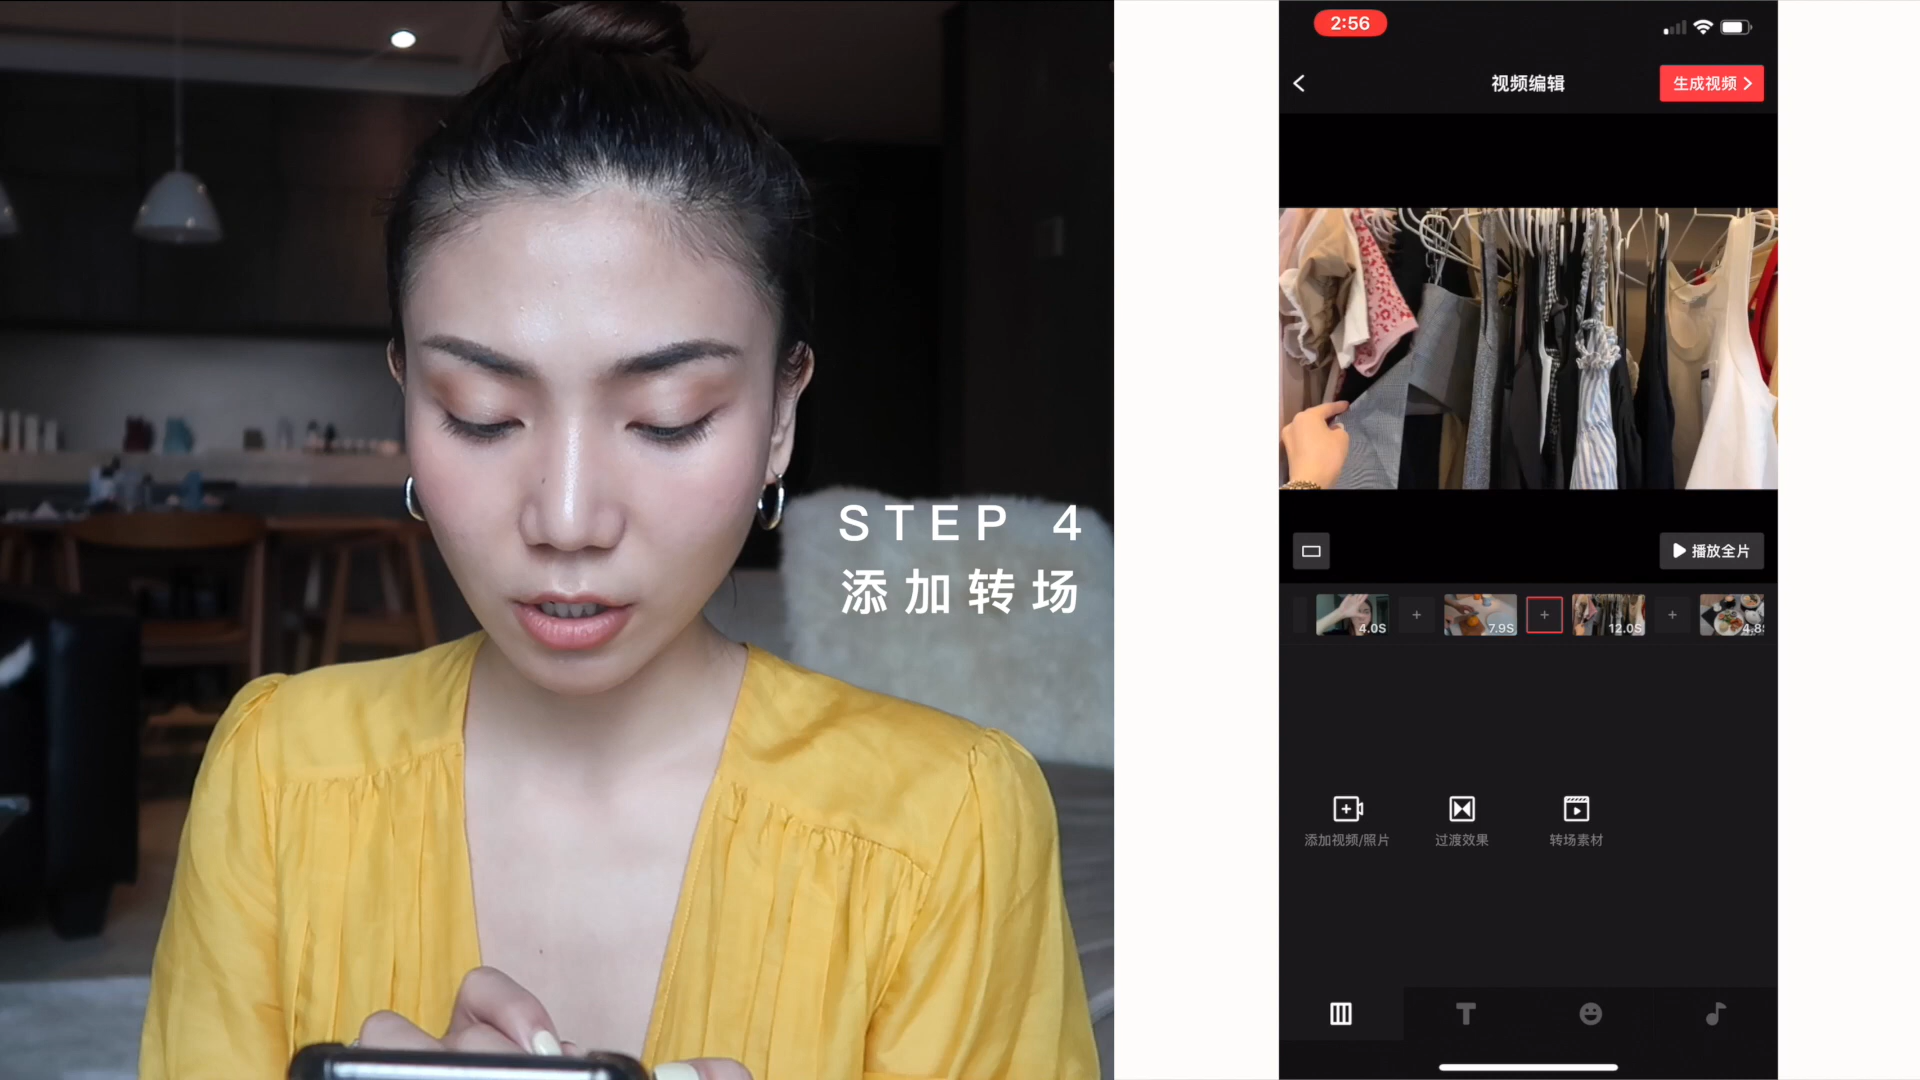 STEP 4
添加转场
2:56
视频编辑
生成视频
播放全片
4.0S
7.9S
12.0S
4.8
添加视频/照片
过渡效果
转场素材